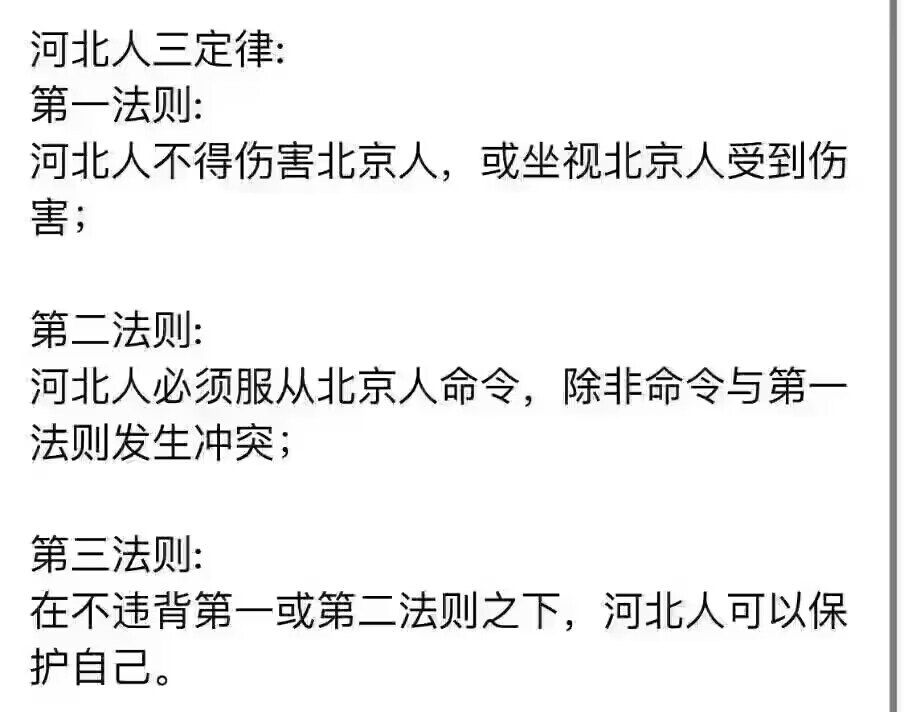 河北人三定律:
第一法则:
河北人不得伤害北京人，或坐视北京人受到伤
害；
第二法则:
河北人必须服从北京人命令，除非命令与第一
法则发生冲突；
第三法则:
在不违背第一或第二法则之下，河北人可以保
护自己。